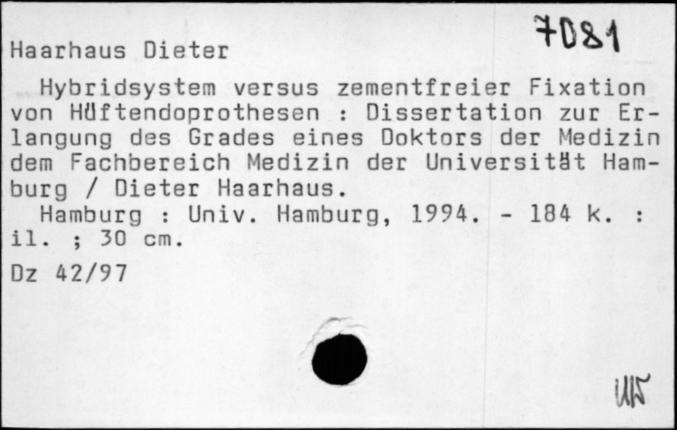 7081
Haarhaus Dieter
Hybridsystem versus zementfreier Fixation
von Hüftendoprothesen : Dissertation zur Er-
langung des Grades eines Doktors der Medizin
dem Fachbereich Medizin der Universität Ham-
burg / Dieter Haarhaus.
Hamburg : Univ. Hamburg, 1994. - 184 k. :
il. ; 30 cm.
Dz 42/97